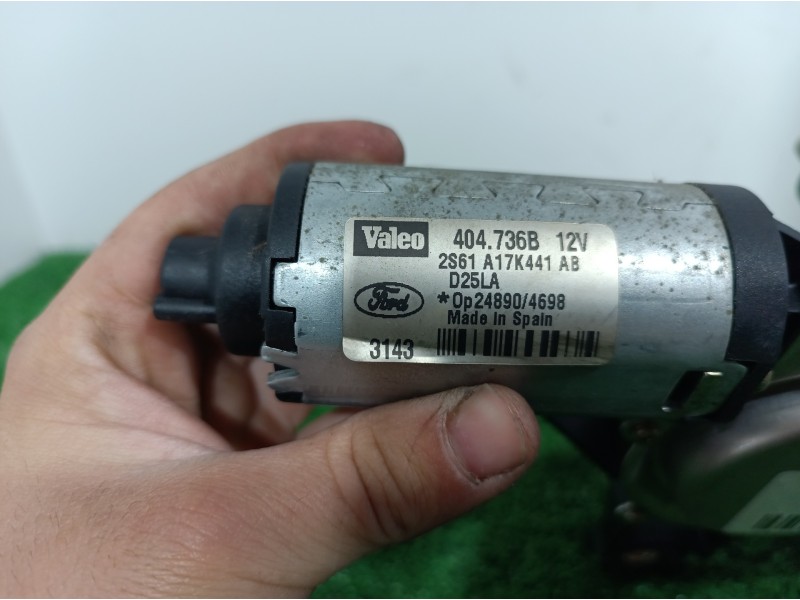 Valeo 404.736B 12V
2S61 A17K441 AB
D25LA
Ford *Op24890/4698
Made In Spain
3143